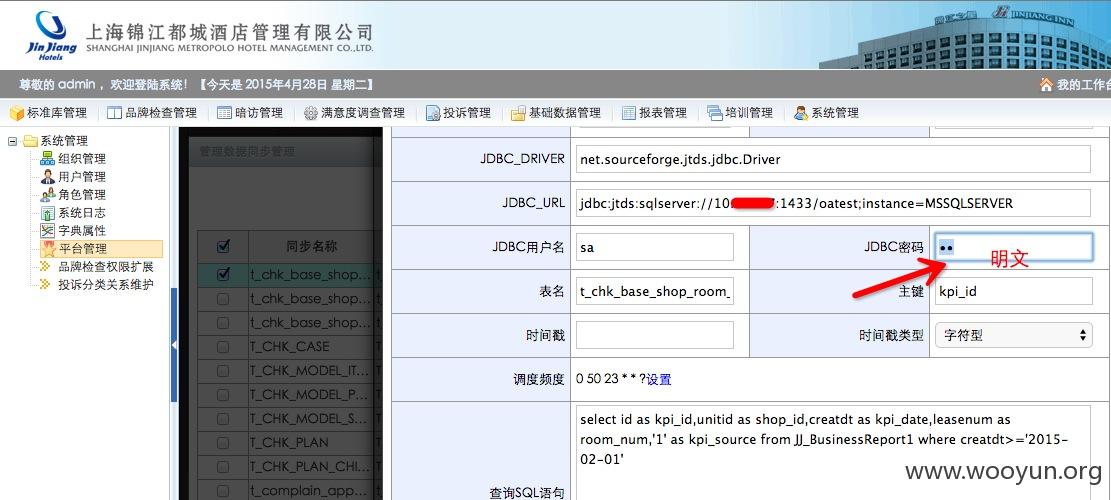 JinJiang
Hotels
上海锦江都城酒店管理有限公司
SHANGHAI JINJIANG METROPOLO HOTEL MANAGEMENT CO.,LTD.
JINJIANG INN
尊敬的 admin ，欢迎登陆系统! 【今天是 2015年4月28日 星期二】
我的工作台
标准库管理 品牌检查管理 暗访管理 满意度调查管理 投诉管理 基础数据管理 报表管理 培训管理 系统管理
系统管理
组织管理
用户管理
角色管理
系统日志
字典属性
平台管理
品牌检查权限扩展
投诉分类关系维护
管理数据同步管理
同步名称
t_chk_base_shop...
t_chk_base_shop...
t_chk_base_shop...
T_CHK_CASE
T_CHK_MODEL_IT...
T_CHK_MODEL_P...
T_CHK_MODEL_S...
T_CHK_PLAN
T_CHK_PLAN_CHI...
t_complain_app...
JDBC_DRIVER net.sourceforge.jtds.jdbc.Driver
JDBC_URL jdbc:jtds:sqlserver://10. :1433/oatest;instance=MSSQLSERVER
JDBC用户名 sa JDBC密码 •• 明文
表名 t_chk_base_shop_room_ 主键 kpi_id
时间戳 时间戳类型 字符型
调度频度 0 50 23 * * ?设置
查询SQL语句
select id as kpi_id,unitid as shop_id,creatdt as kpi_date,leasenum as
room_num,'1' as kpi_source from JJ_BusinessReport1 where creatdt>='2015-
02-01'
www.wooyun.org